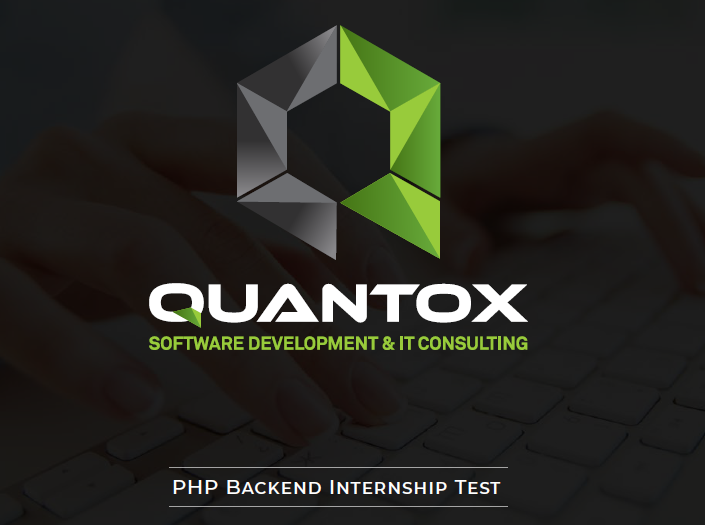 QUANTOX
SOFTWARE DEVELOPMENT & IT CONSULTING
PHP Backend Internship Test